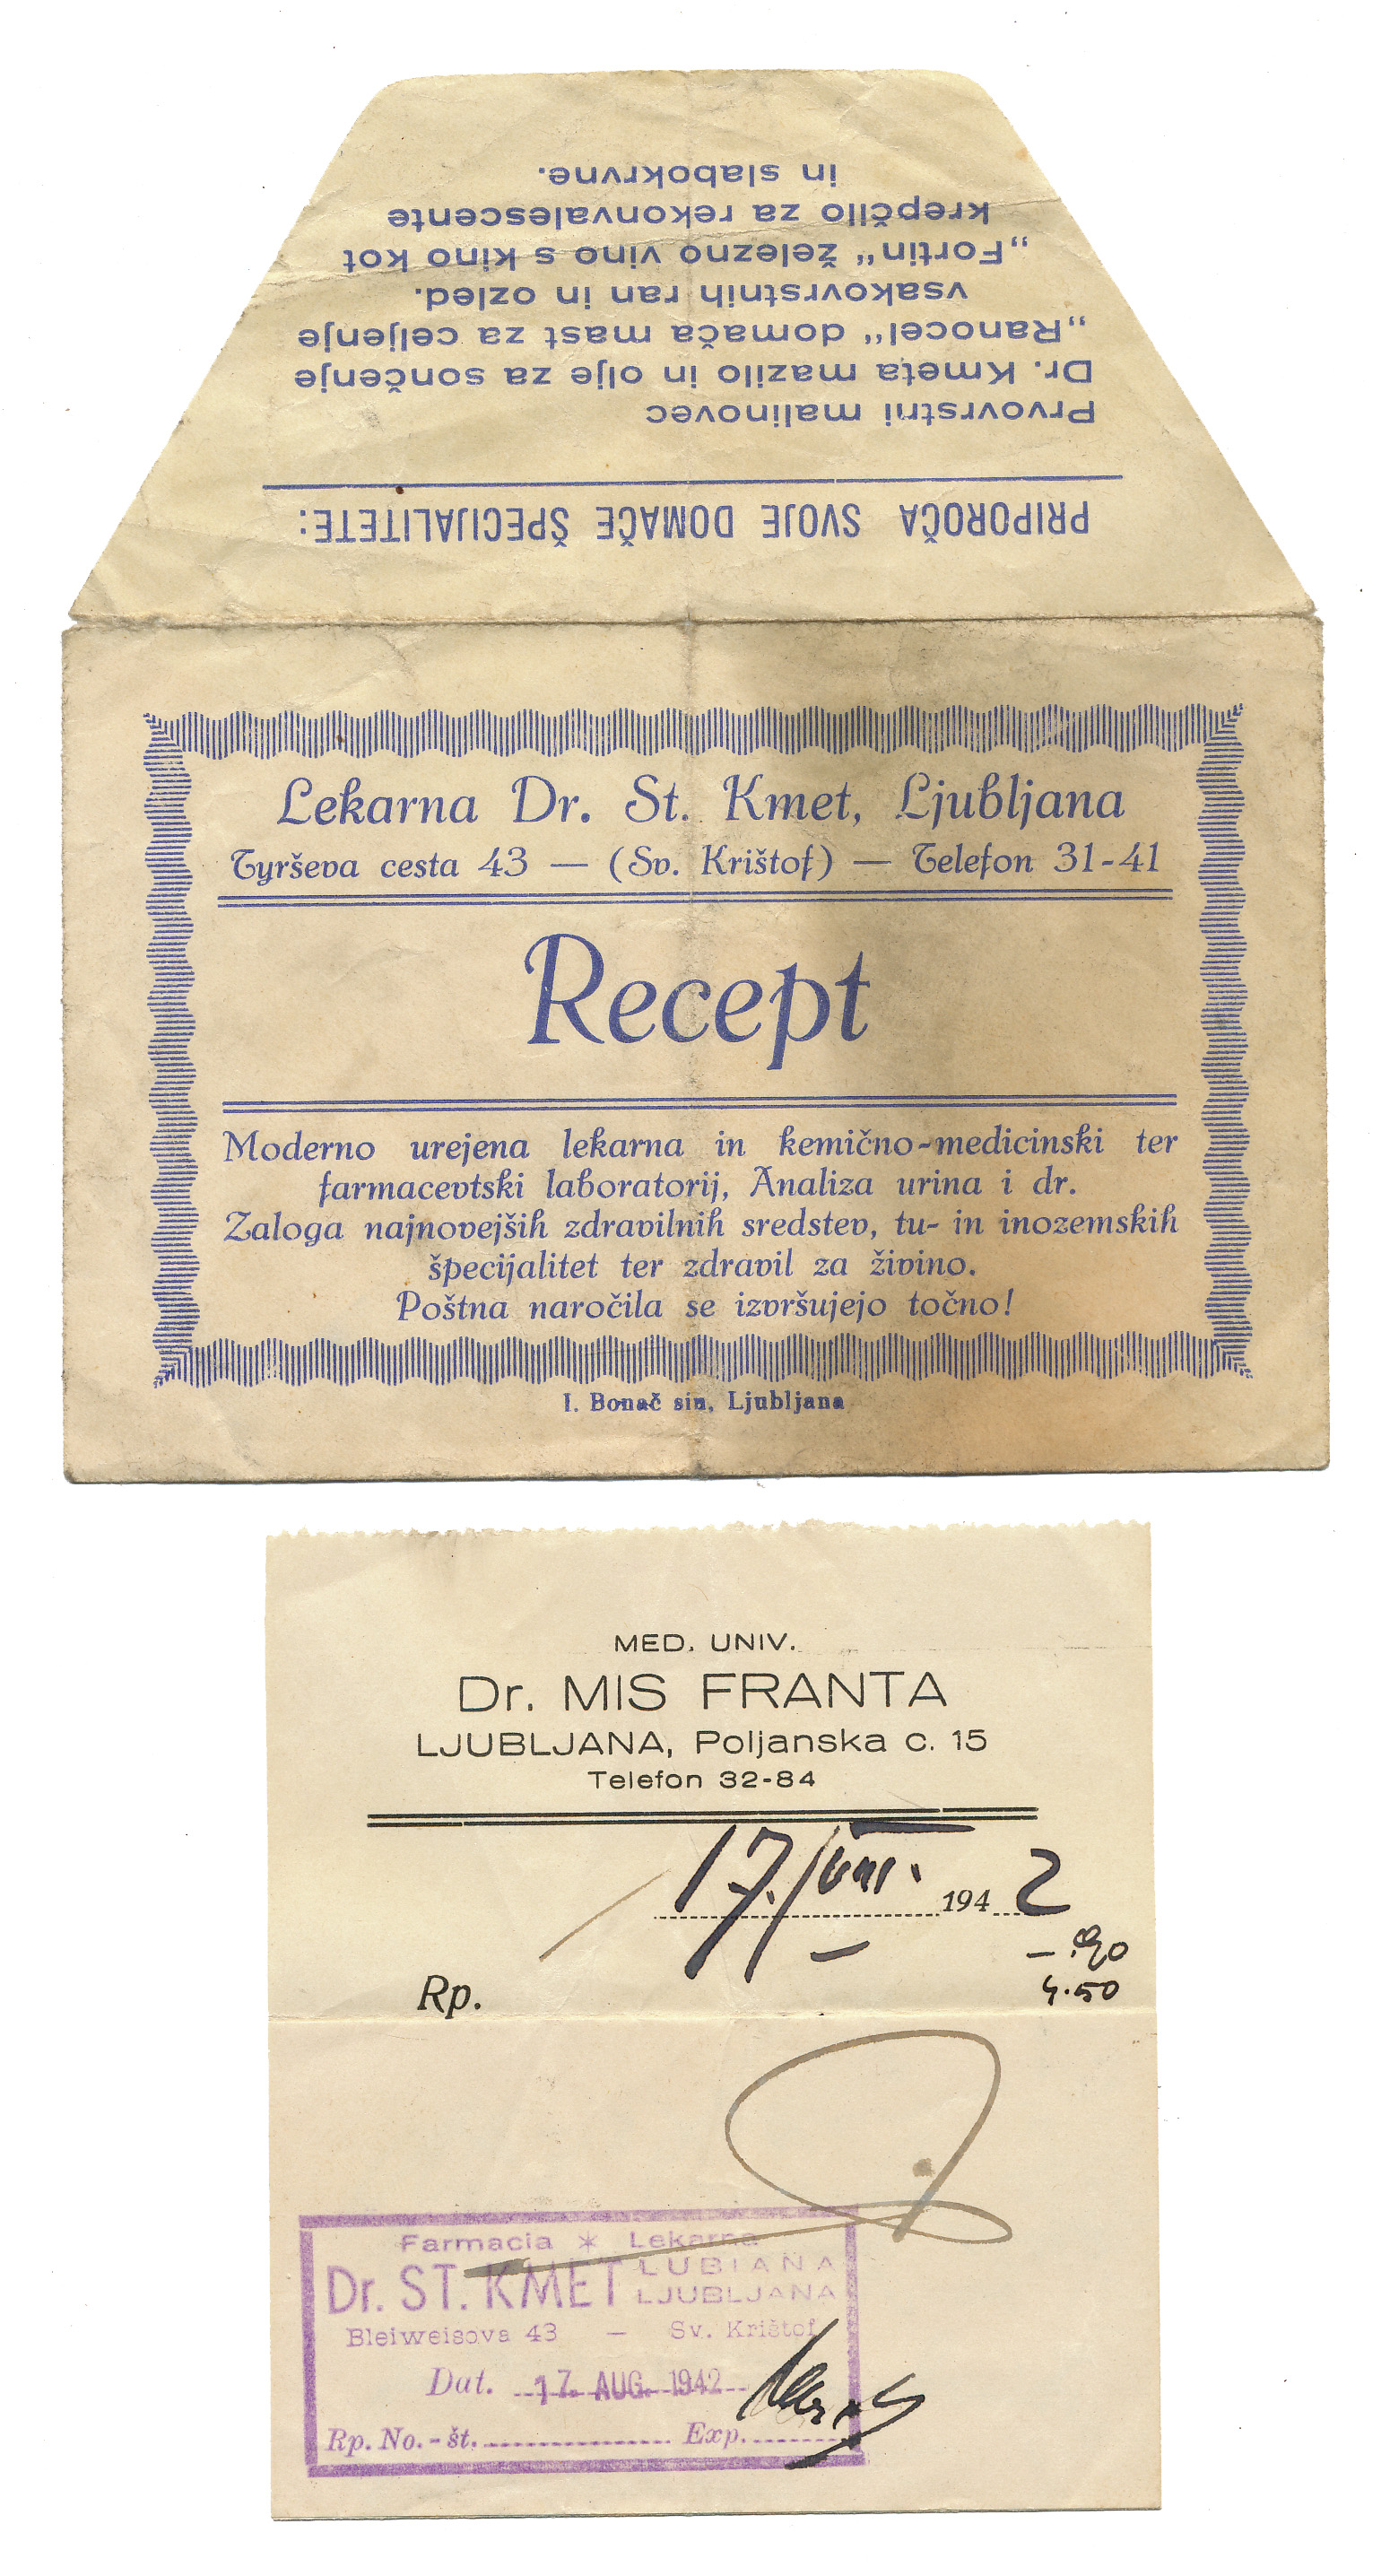 PRIPOROČA SVOJE DOMAČE ŠPECIJALITETE:
Prvovrstni malinovec
Dr. Kmeta mazilo in olje za sončenje
„Ranocel“ domača mast za celjenje
vsakovrstnih ran in ozled.
„Fortin“ železno vino s kino kot
krepčilo za rekonvalescente
in slabokrvne.
Lekarna Dr. St. Kmet, Ljubljana
Tyrševa cesta 43 — (Sv. Krištof) — Telefon 31-41
Recept
Moderno urejena lekarna in kemično-medicinski ter
farmacevtski laboratorij, Analiza urina i dr.
Zaloga najnovejših zdravilnih sredstev, tu- in inozemskih
špecijalitet ter zdravil za živino.
Poštna naročila se izvršujejo točno!
I. Bonač sin, Ljubljana
MED. UNIV.
Dr. MIS FRANTA
LJUBLJANA, Poljanska c. 15
Telefon 32-84
17./VIII. 1942
—.90
Rp. 4.50
Farmacia * Lekarna
Dr. ST. KMET LUBIANA
LJUBLJANA
Bleiweisova 43 — Sv. Krištof
Dat. 17. AUG. 1942
Rp. No.-št. Exp.